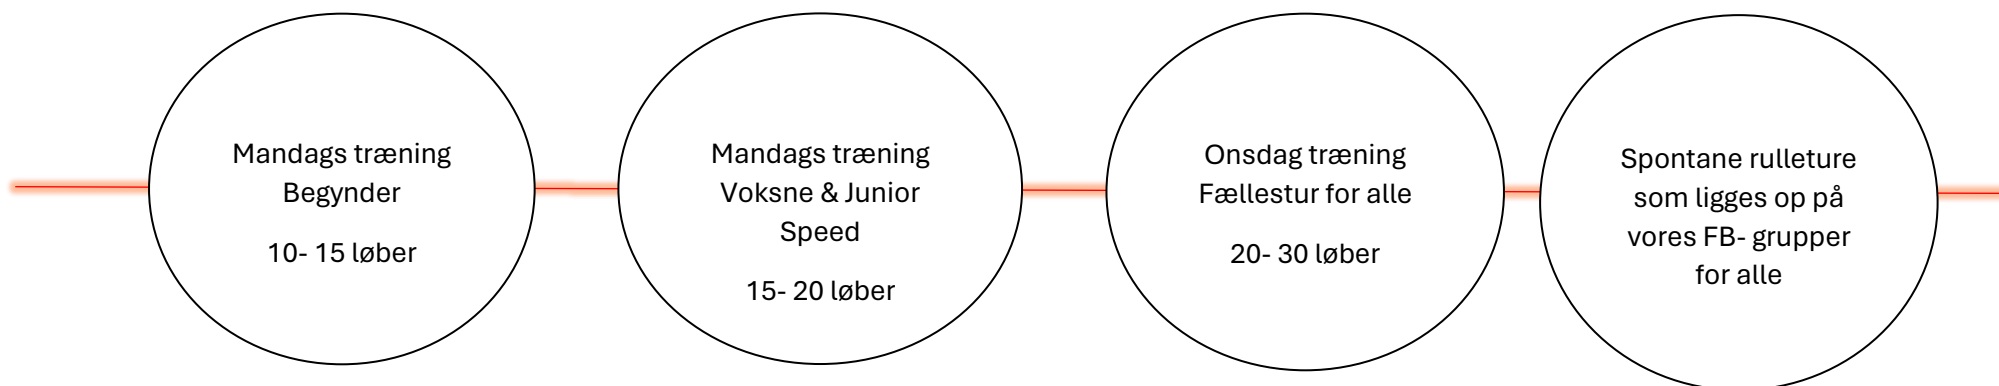 Mandags træning
Begynder
10- 15 løber
Mandags træning
Voksne & Junior
Speed
15- 20 løber
Onsdag træning
Fællestur for alle
20- 30 løber
Spontane rulleture
som ligges op på
vores FB- grupper
for alle